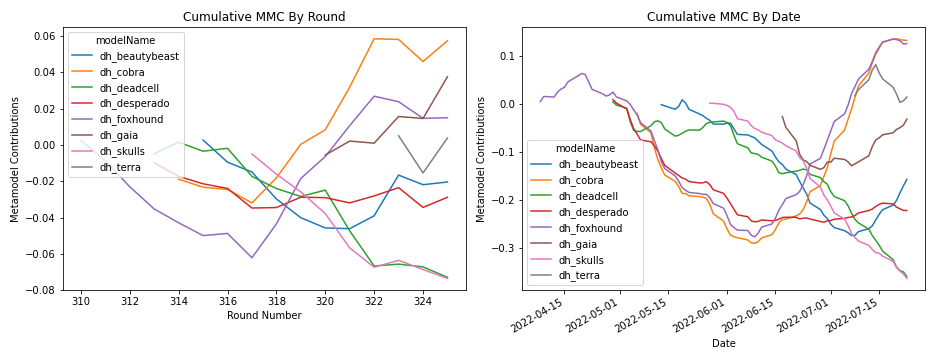 Cumulative MMC By Round
Metamodel Contributions
0.06
0.04
0.02
0.00
−0.02
−0.04
−0.06
−0.08
modelName
dh_beautybeast
dh_cobra
dh_deadcell
dh_desperado
dh_foxhound
dh_gaia
dh_skulls
dh_terra
310
312
314
316
318
320
322
324
Round Number
Cumulative MMC By Date
Metamodel Contributions
0.1
0.0
−0.1
−0.2
−0.3
modelName
dh_beautybeast
dh_cobra
dh_deadcell
dh_desperado
dh_foxhound
dh_gaia
dh_skulls
dh_terra
2022-04-15
2022-05-01
2022-05-15
2022-06-01
2022-06-15
2022-07-01
2022-07-15
Date